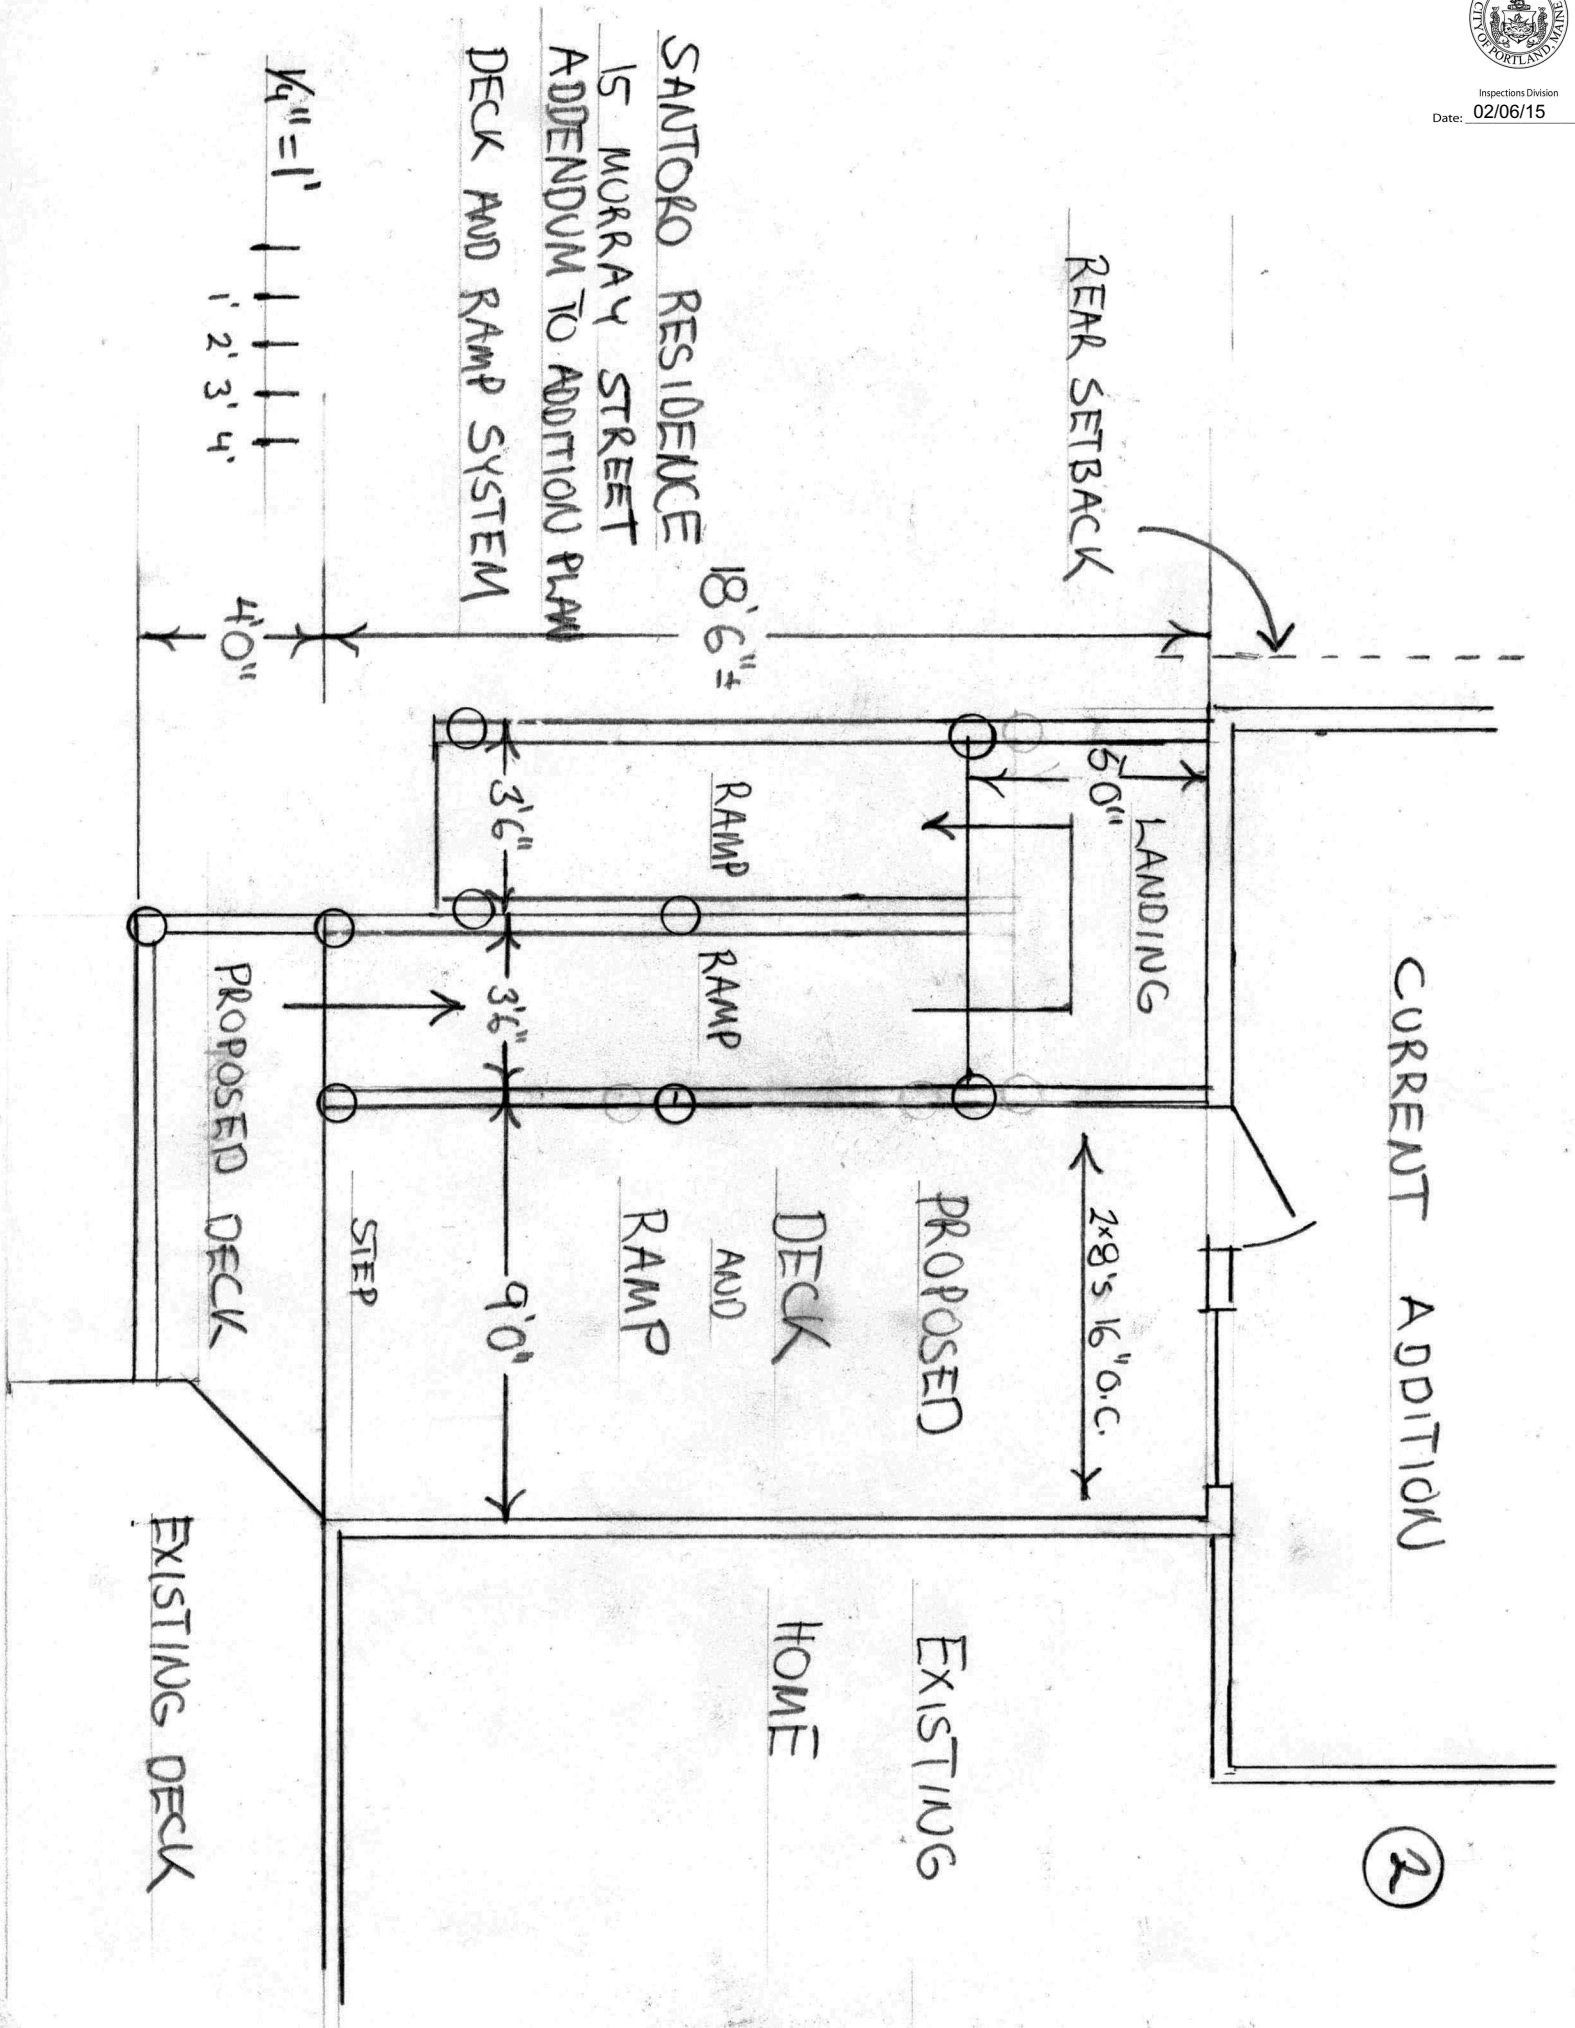 CITY OF PORTLAND, MAINE
Inspections Division
Date: 02/06/15
REAR SETBACK
SANTORO RESIDENCE
15 MURRAY STREET
ADDENDUM TO ADDITION PLAN
DECK AND RAMP SYSTEM
1/4" = 1'
1' 2' 3' 4'
18'6"±
4'0"
CURRENT ADDITION
2
5'0"
LANDING
RAMP
RAMP
3'6"
3'6"
9'0"
2x8's 16" O.C.
PROPOSED
DECK
AND
RAMP
STEP
PROPOSED DECK
EXISTING
HOME
EXISTING DECK